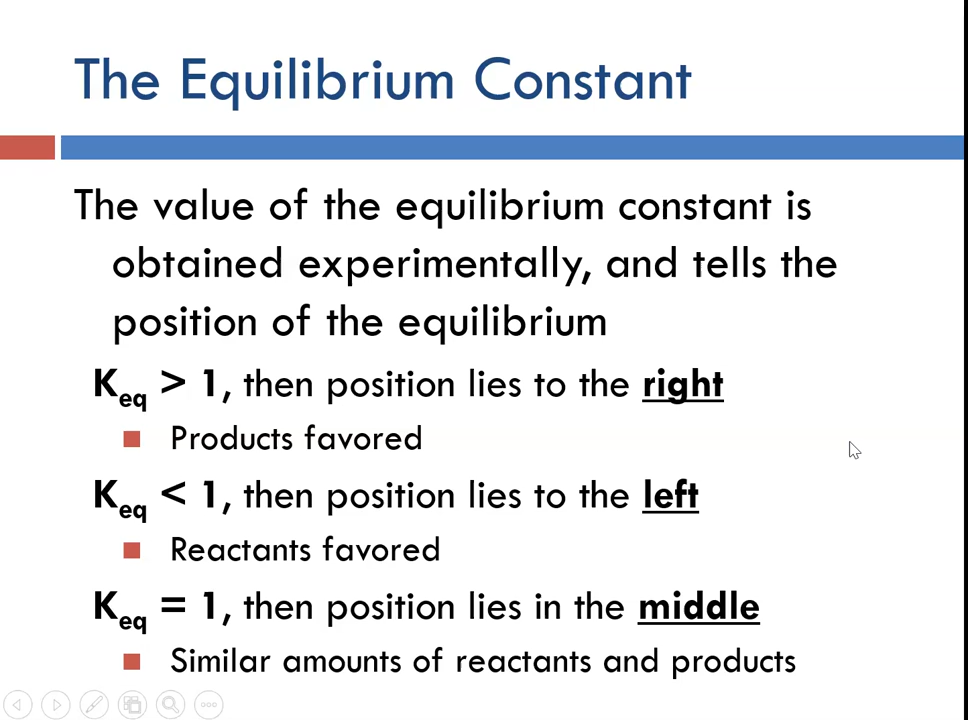 The Equilibrium Constant
The value of the equilibrium constant is
obtained experimentally, and tells the
position of the equilibrium
Keq > 1, then position lies to the right
Products favored
Keq < 1, then position lies to the left
Reactants favored
Keq = 1, then position lies in the middle
Similar amounts of reactants and products